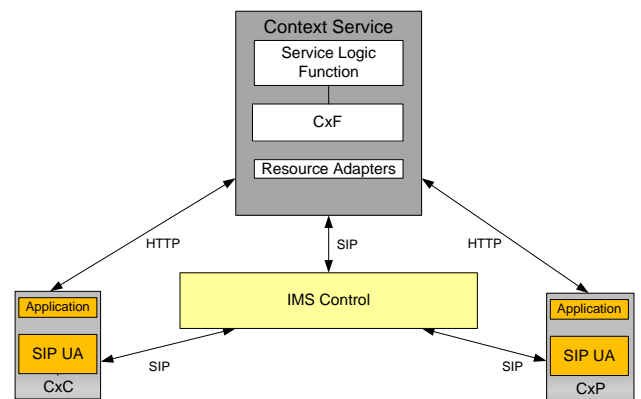 Context Service
Service Logic
Function
CxF
Resource Adapters
HTTP
SIP
HTTP
IMS Control
Application
SIP UA
CxC
SIP
SIP
Application
SIP UA
CxP